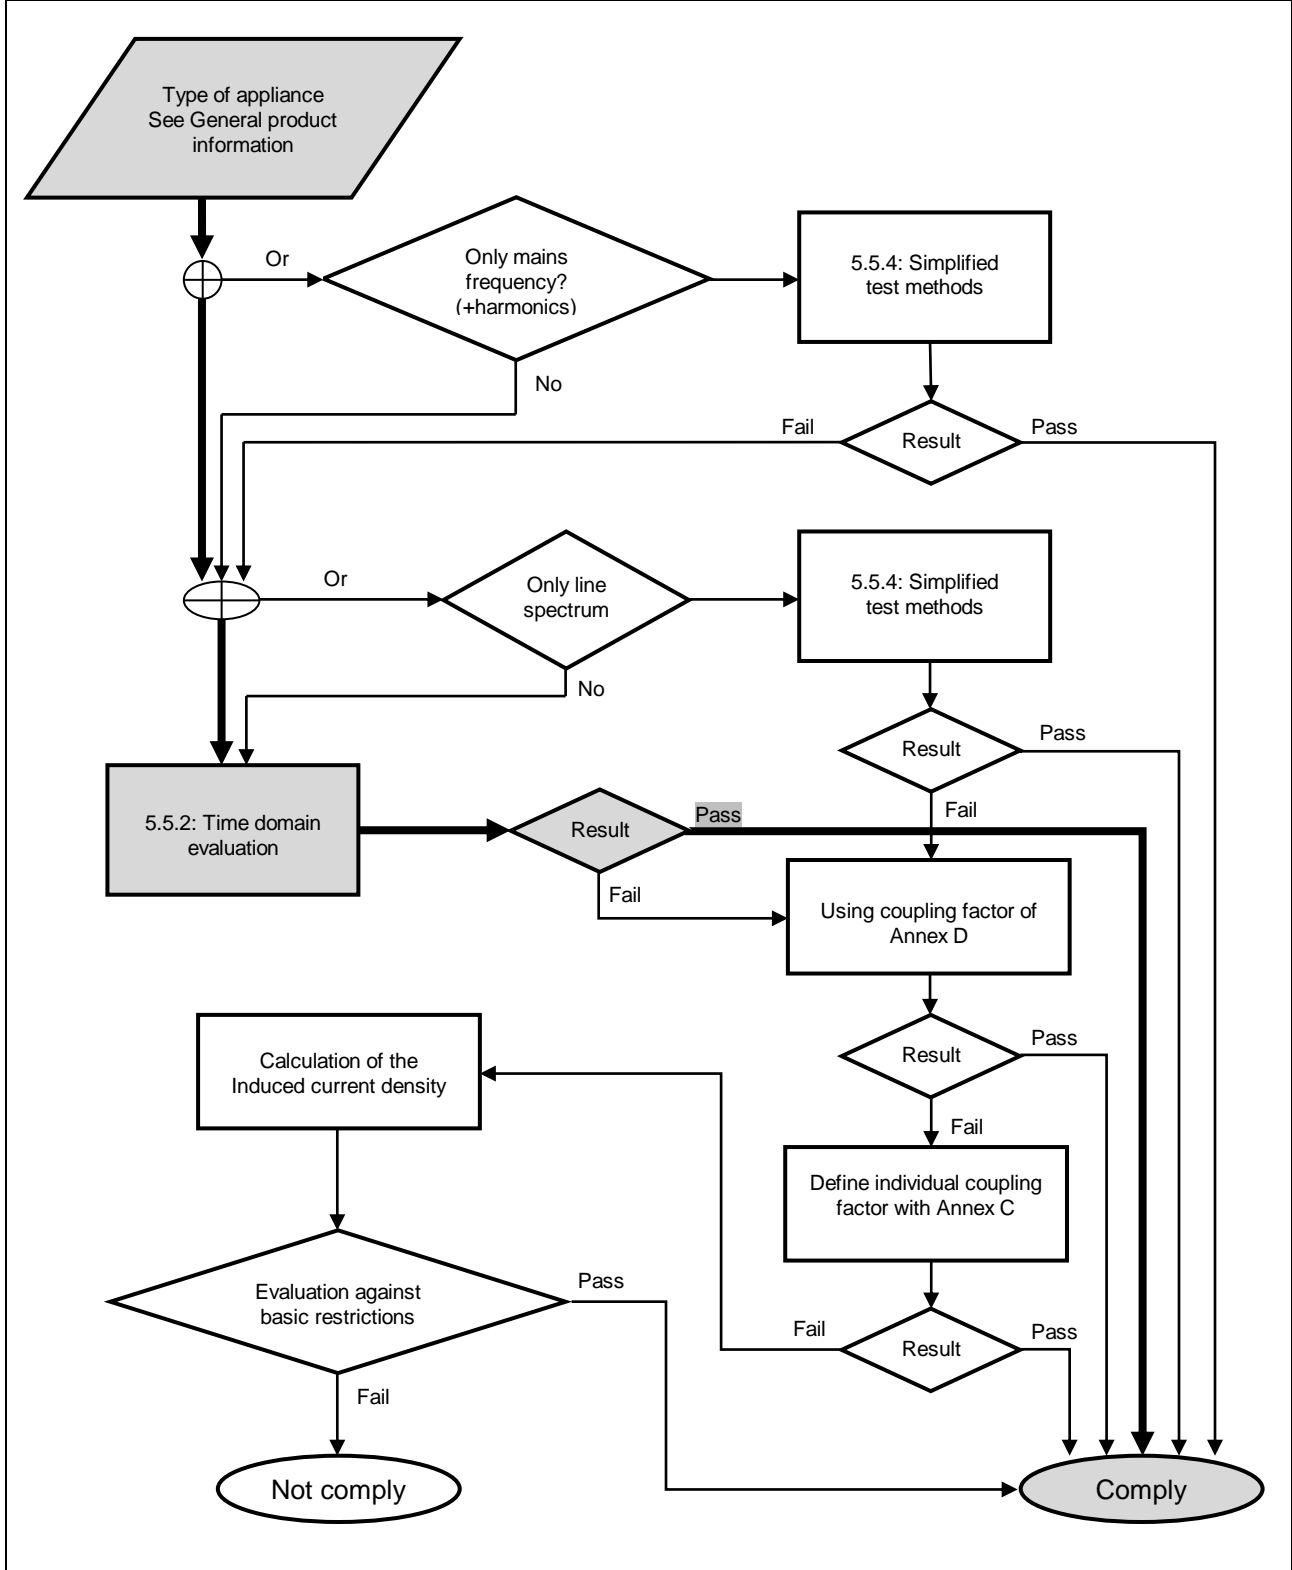 Type of appliance
See General product
information
Or
Only mains
frequency?
(+harmonics)
5.5.4: Simplified
test methods
No
Fail
Result
Pass
Or
Only line
spectrum
5.5.4: Simplified
test methods
No
Result
Pass
Fail
5.5.2: Time domain
evaluation
Result
Pass
Fail
Using coupling factor of
Annex D
Result
Pass
Fail
Calculation of the
Induced current density
Define individual coupling
factor with Annex C
Evaluation against
basic restrictions
Pass
Fail
Result
Pass
Fail
Not comply
Comply